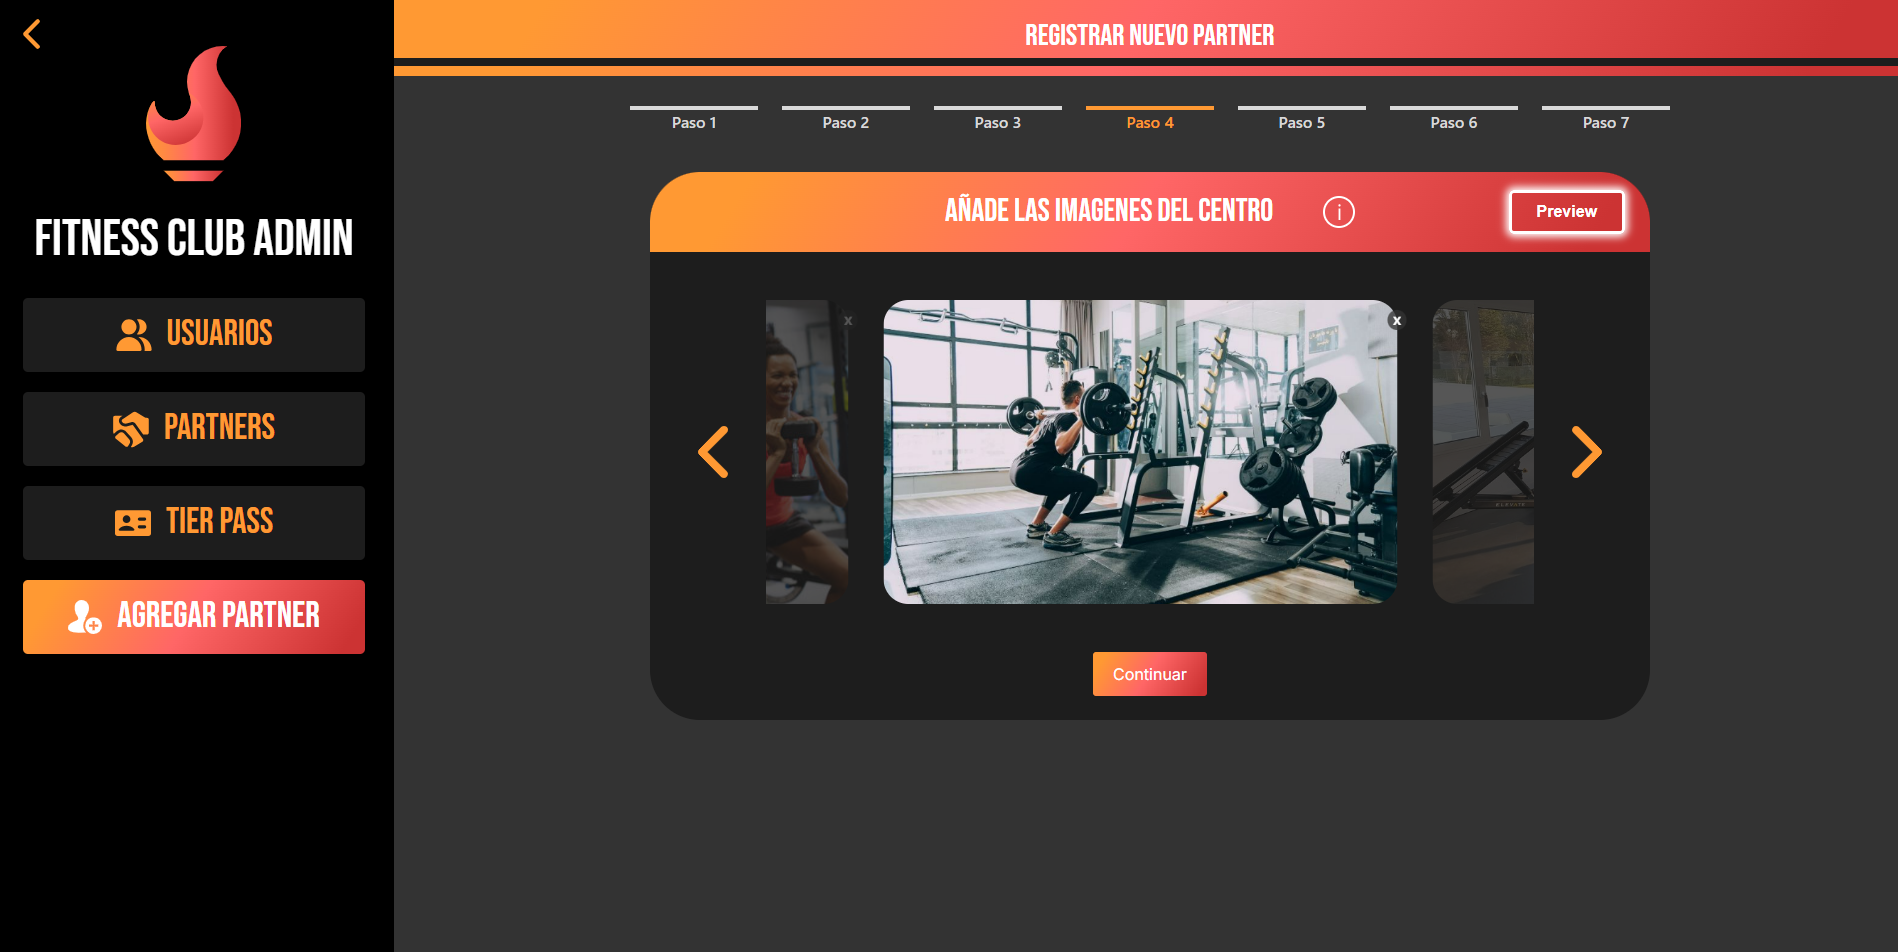 FITNESS CLUB ADMIN
USUARIOS
PARTNERS
TIER PASS
AGREGAR PARTNER
REGISTRAR NUEVO PARTNER
Paso 1
Paso 2
Paso 3
Paso 4
Paso 5
Paso 6
Paso 7
AÑADE LAS IMAGENES DEL CENTRO
i
Preview
x
x
Continuar